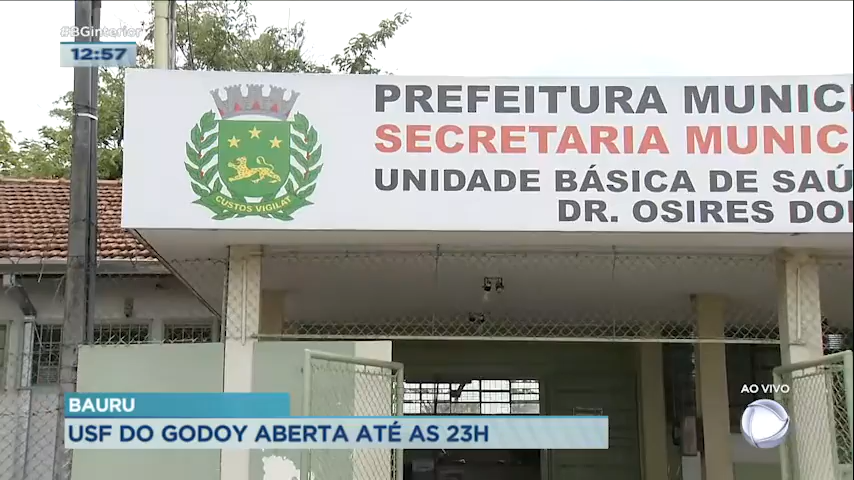 #BGinterior
12:57
PREFEITURA MUNIC
SECRETARIA MUNIC
UNIDADE BÁSICA DE SAÚ
DR. OSIRES DO
CUSTOS VIGILAT
AO VIVO
BAURU
USF DO GODOY ABERTA ATÉ AS 23H